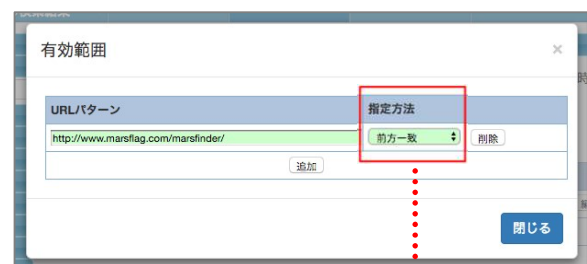 有効範囲 ×
URLパターン 指定方法
http://www.marsflag.com/marsfinder/ 前方一致 削除
追加
閉じる